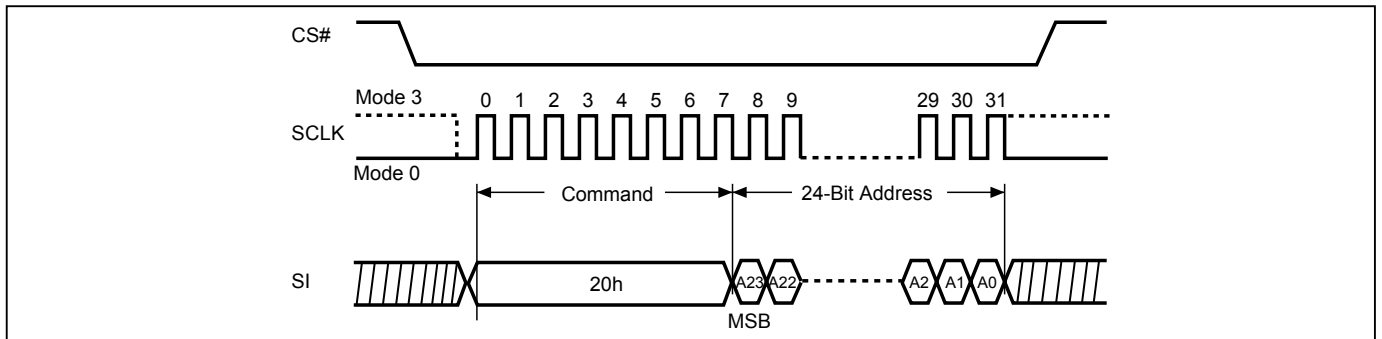 CS#
Mode 3
0 1 2 3 4 5 6 7 8 9 29 30 31
SCLK
Mode 0
Command 24-Bit Address
SI 20h A23 A22 A2 A1 A0
MSB